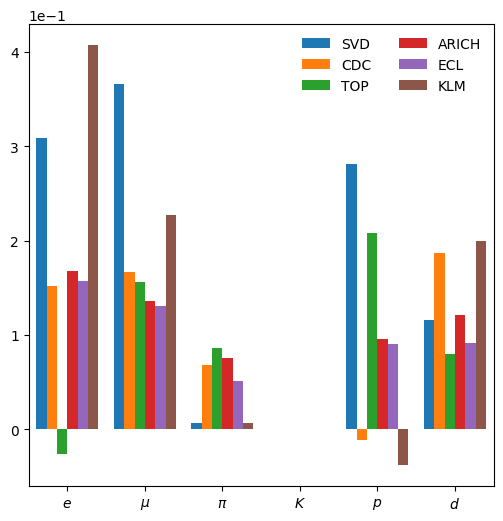 1e−1
SVD ARICH
CDC ECL
TOP KLM
4
3
2
1
0
e μ π K p d